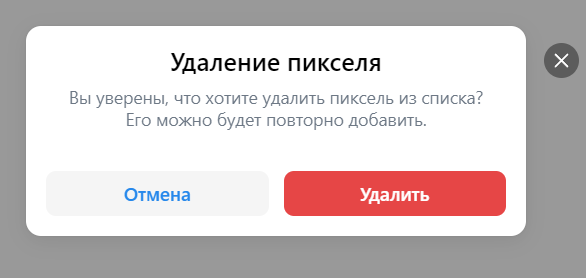 Удаление пикселя
Вы уверены, что хотите удалить пиксель из списка?
Его можно будет повторно добавить.
Отмена
Удалить